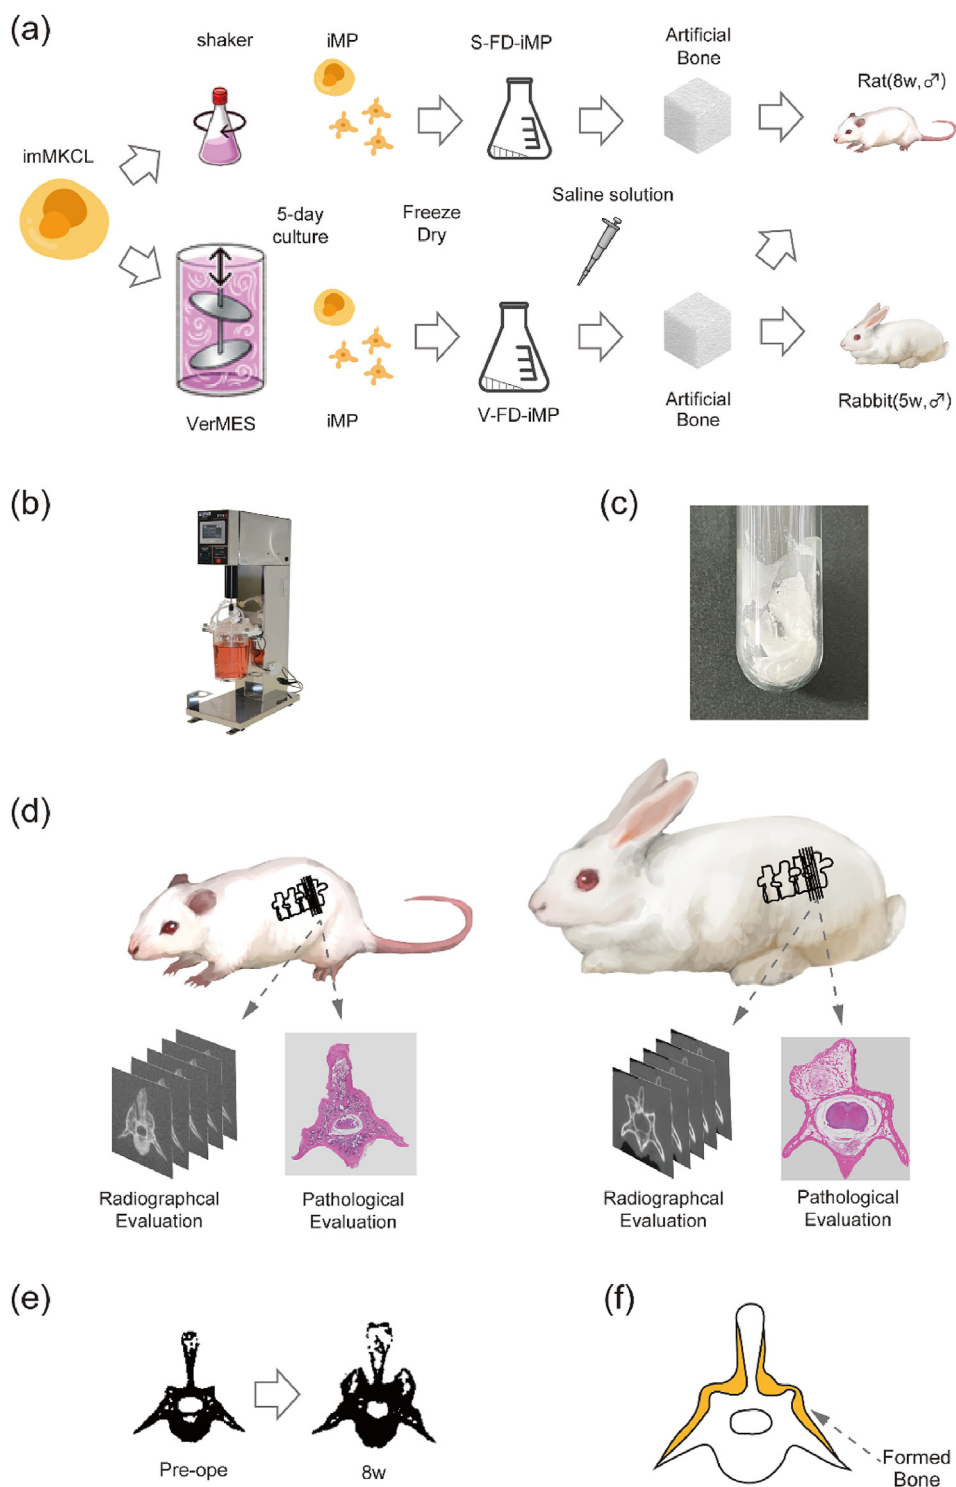 (a)
shaker
iMP
S-FD-iMP
Artificial
Bone
Rat(8w,♂)
imMKCL
5-day
culture
Freeze
Dry
Saline solution
VerMES
iMP
V-FD-iMP
Artificial
Bone
Rabbit(5w,♂)
(b)
(c)
(d)
Radiographcal
Evaluation
Pathological
Evaluation
Radiographcal
Evaluation
Pathological
Evaluation
(e)
(f)
Pre-ope
8w
Formed
Bone